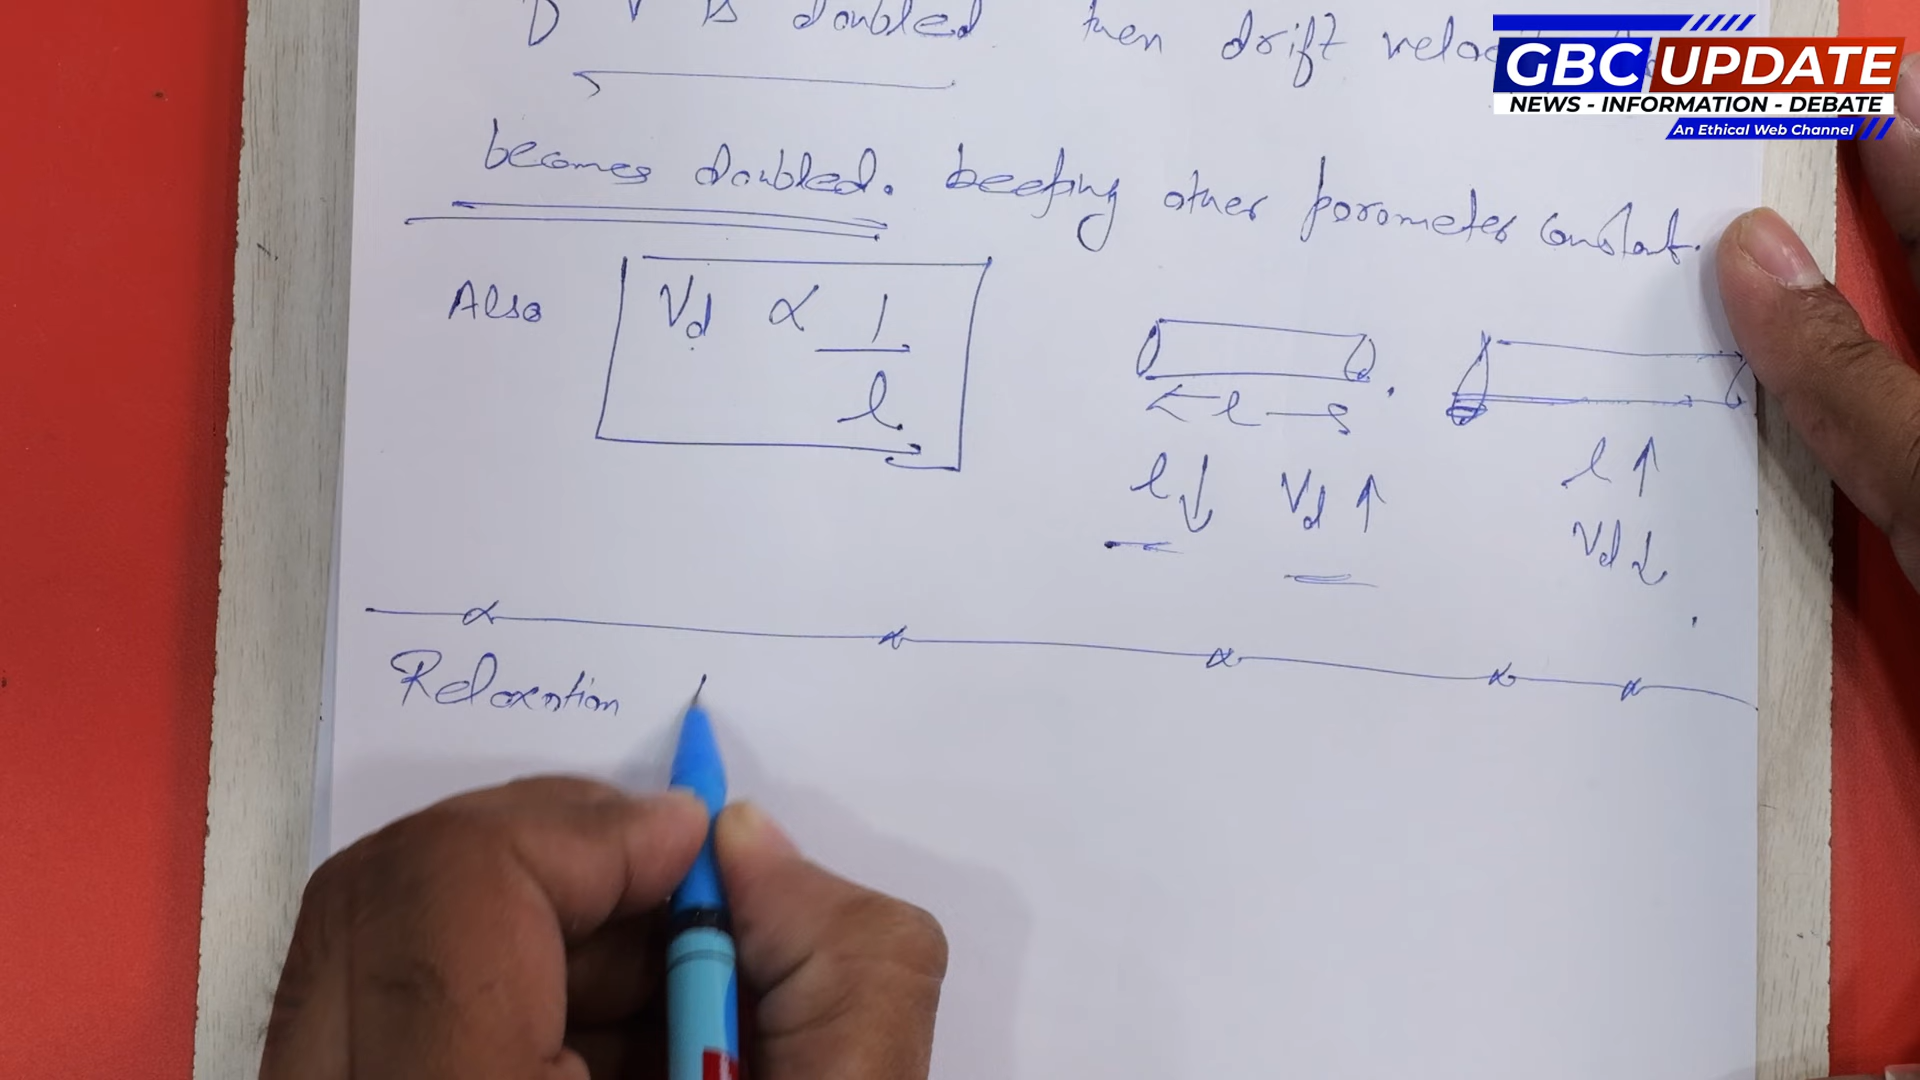 If V is doubled then drift
GBC UPDATE
NEWS - INFORMATION - DEBATE
An Ethical Web Channel
becomes doubled. keeping other parameter constant.
Also Vd ∝ 1/l
l
l ↓ Vd ↑
l ↑
Vd ↓
Relaxation